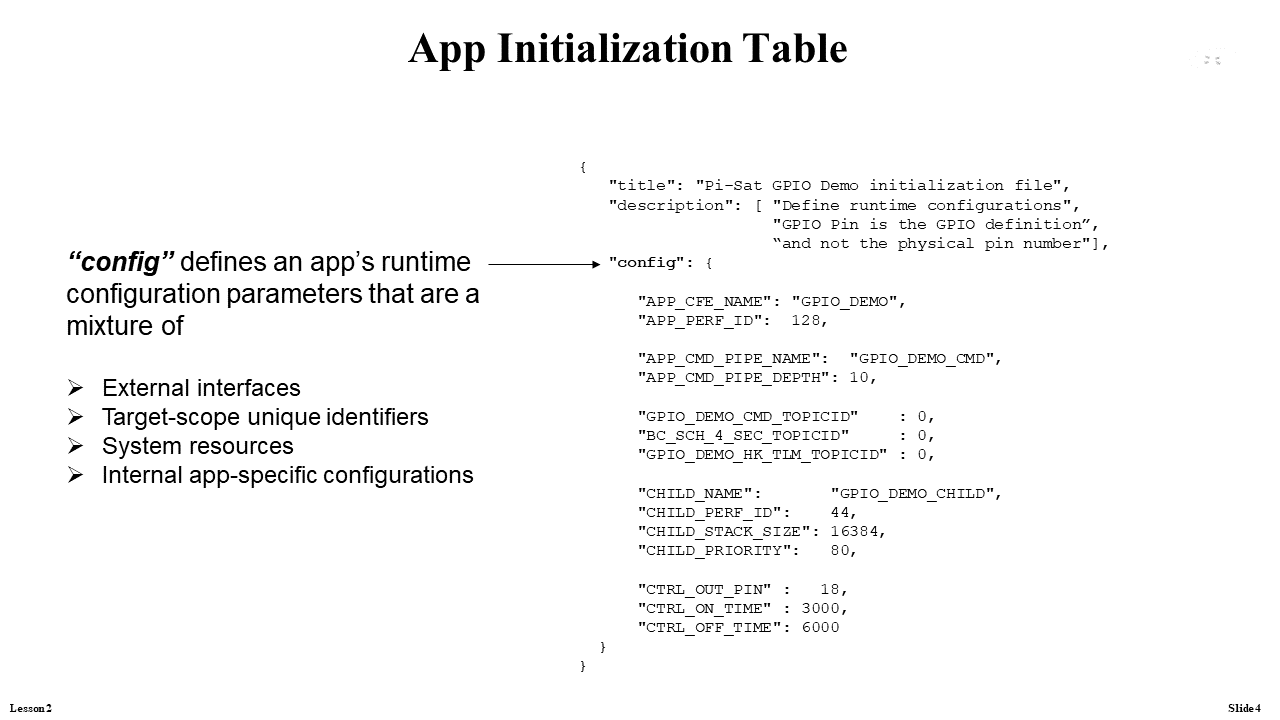 App Initialization Table
“config” defines an app’s runtime
configuration parameters that are a
mixture of
➢ External interfaces
➢ Target-scope unique identifiers
➢ System resources
➢ Internal app-specific configurations
{
   "title": "Pi-Sat GPIO Demo initialization file",
   "description": [ "Define runtime configurations",
                    "GPIO Pin is the GPIO definition”,
                    “and not the physical pin number"],
   "config": {
      "APP_CFE_NAME": "GPIO_DEMO",
      "APP_PERF_ID":  128,
      "APP_CMD_PIPE_NAME":  "GPIO_DEMO_CMD",
      "APP_CMD_PIPE_DEPTH": 10,
      "GPIO_DEMO_CMD_TOPICID"    : 0,
      "BC_SCH_4_SEC_TOPICID"     : 0,
      "GPIO_DEMO_HK_TLM_TOPICID" : 0,
      "CHILD_NAME":       "GPIO_DEMO_CHILD",
      "CHILD_PERF_ID":    44,
      "CHILD_STACK_SIZE": 16384,
      "CHILD_PRIORITY":   80,
      "CTRL_OUT_PIN" :   18,
      "CTRL_ON_TIME" : 3000,
      "CTRL_OFF_TIME": 6000
  }
}
Lesson 2
Slide 4